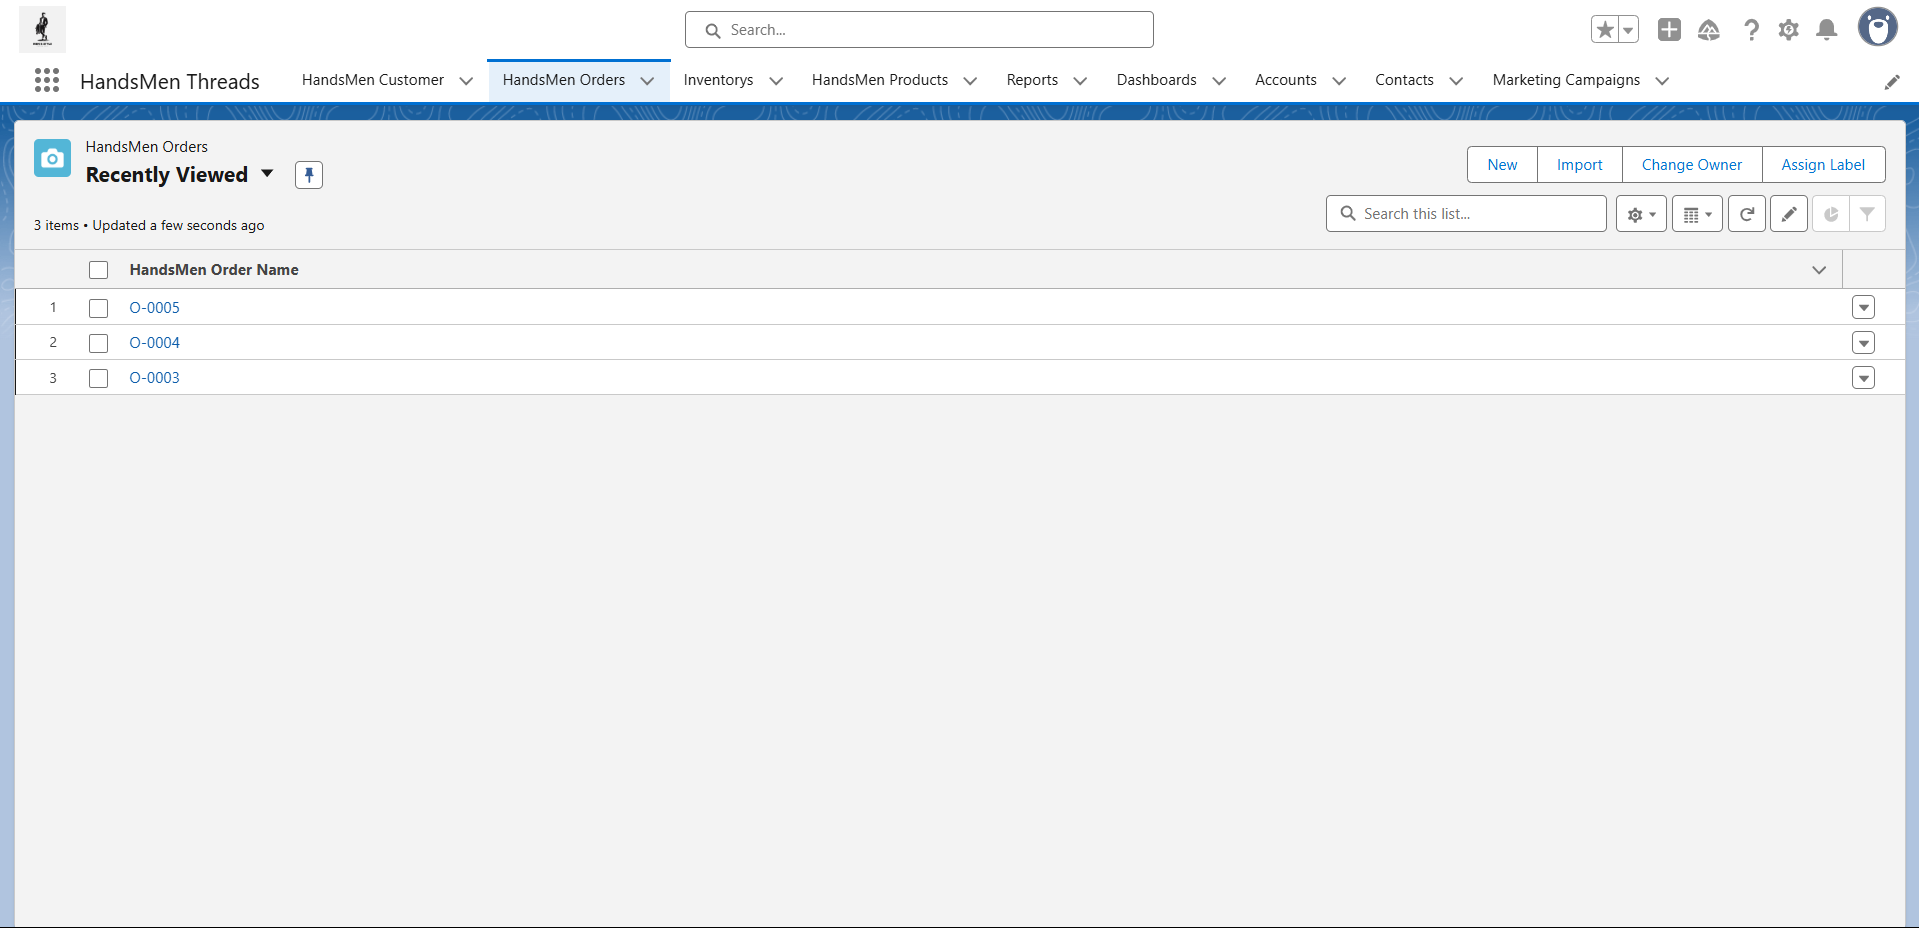 Search...
HandsMen Threads
HandsMen Customer
HandsMen Orders
Inventorys
HandsMen Products
Reports
Dashboards
Accounts
Contacts
Marketing Campaigns
HandsMen Orders
Recently Viewed
New
Import
Change Owner
Assign Label
3 items • Updated a few seconds ago
Search this list...
HandsMen Order Name
1 O-0005
2 O-0004
3 O-0003